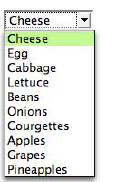 Cheese
Cheese
Egg
Cabbage
Lettuce
Beans
Onions
Courgettes
Apples
Grapes
Pineapples